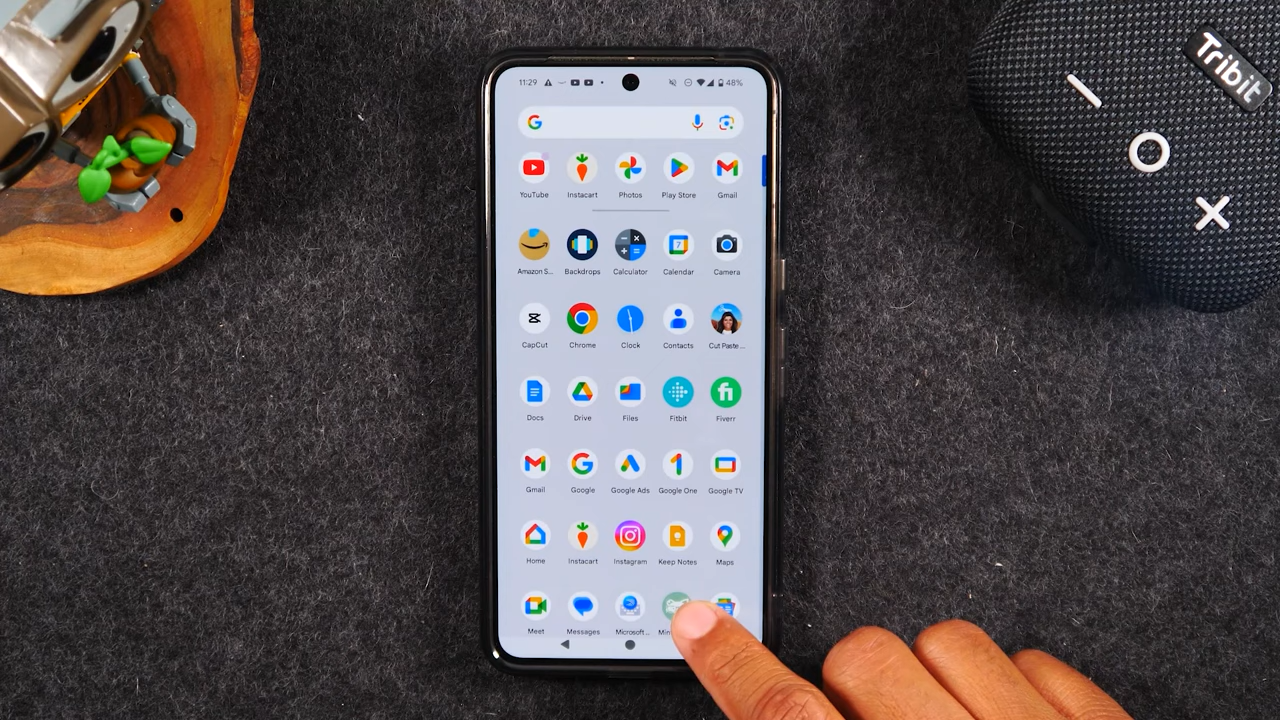 11:29 48%
G
YouTube Instacart Photos Play Store Gmail
7
Amazon S... Backdrops Calculator Calendar Camera
CapCut Chrome Clock Contacts Cut Paste ...
fi
Docs Drive Files Fitbit Fiverr
Gmail Google Google Ads Google One Google TV
Home Instacart Instagram Keep Notes Maps
Meet Messages Microsoft... Min
Tribit